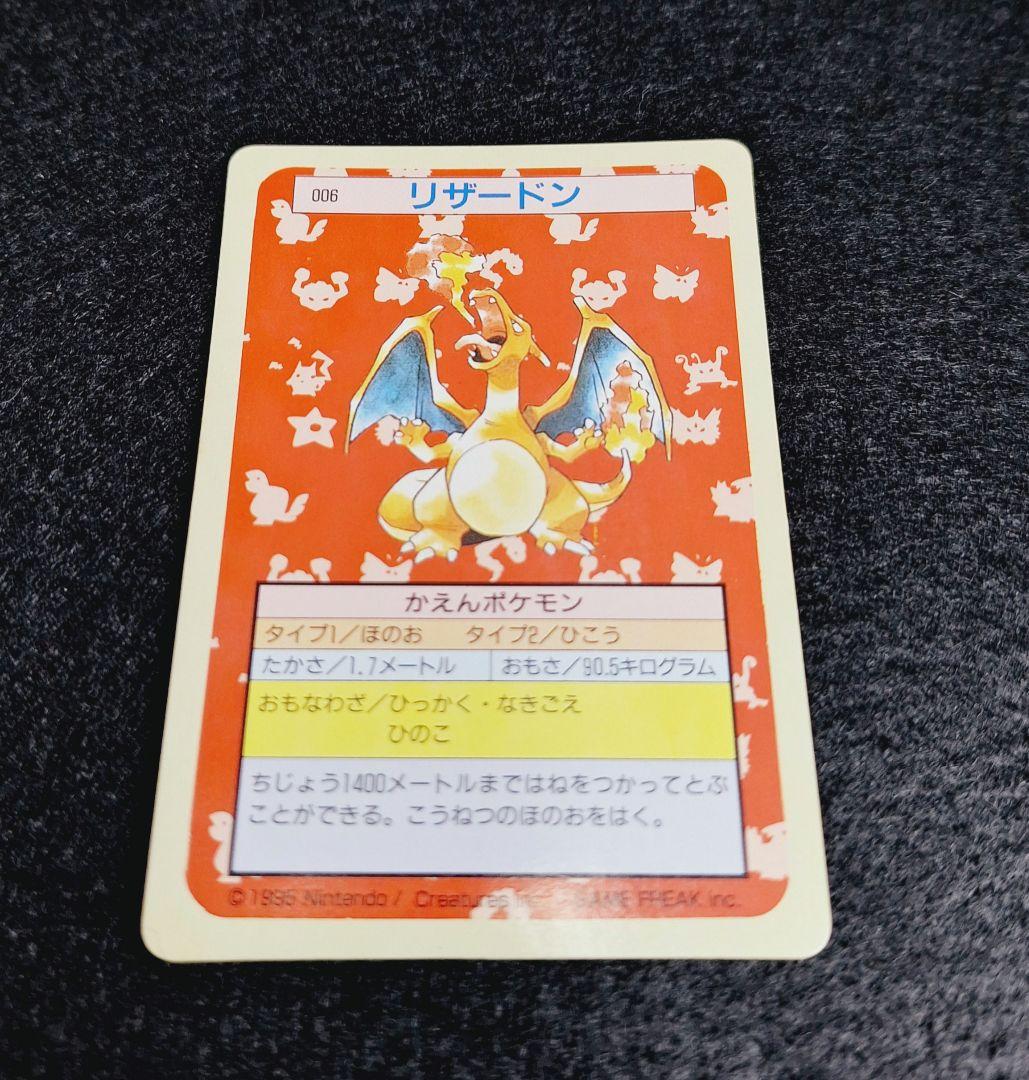 006 リザードン
かえんポケモン
タイプ1/ほのお タイプ2/ひこう
たかさ/1.7メートル おもさ/90.5キログラム
おもなわざ/ひっかく・なきごえ
ひのこ
ちじょう1400メートルまではねをつかってとぶ
ことができる。こうねつのほのおをはく。
©1995 Nintendo / Creatures inc. GAME FREAK inc.